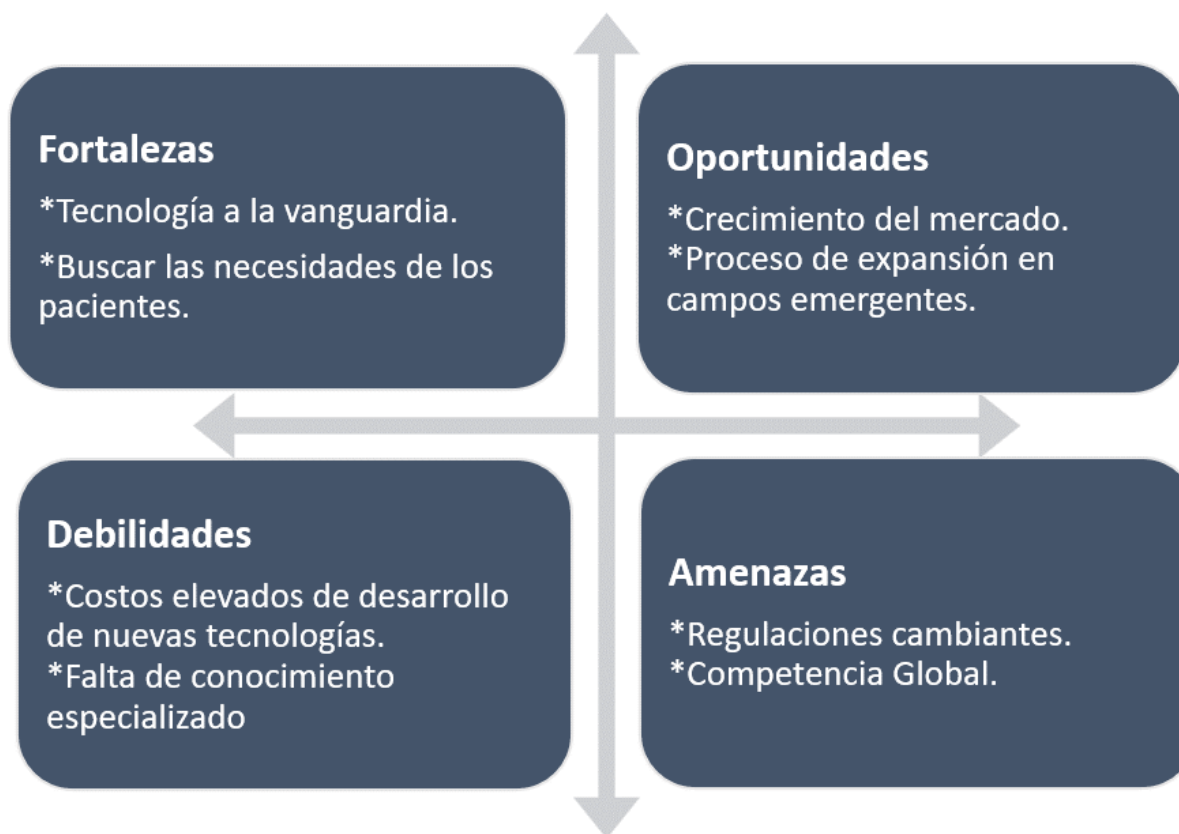 Fortalezas
*Tecnología a la vanguardia.
*Buscar las necesidades de los
pacientes.
Oportunidades
*Crecimiento del mercado.
*Proceso de expansión en
campos emergentes.
Debilidades
*Costos elevados de desarrollo
de nuevas tecnologías.
*Falta de conocimiento
especializado
Amenazas
*Regulaciones cambiantes.
*Competencia Global.